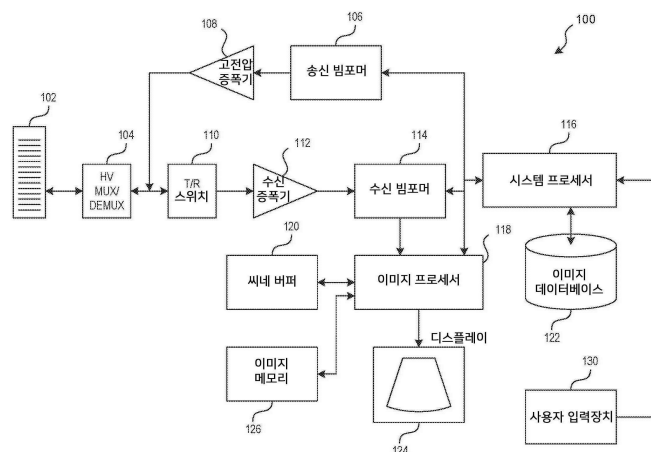 106
108
송신 빔포머
고전압
증폭기
100
102
104
HV
MUX/
DEMUX
110
T/R
스위치
112
수신
증폭기
114
수신 빔포머
116
시스템 프로세서
120
씨네 버퍼
118
이미지 프로세서
이미지
데이터베이스
122
디스플레이
이미지
메모리
126
124
130
사용자 입력장치